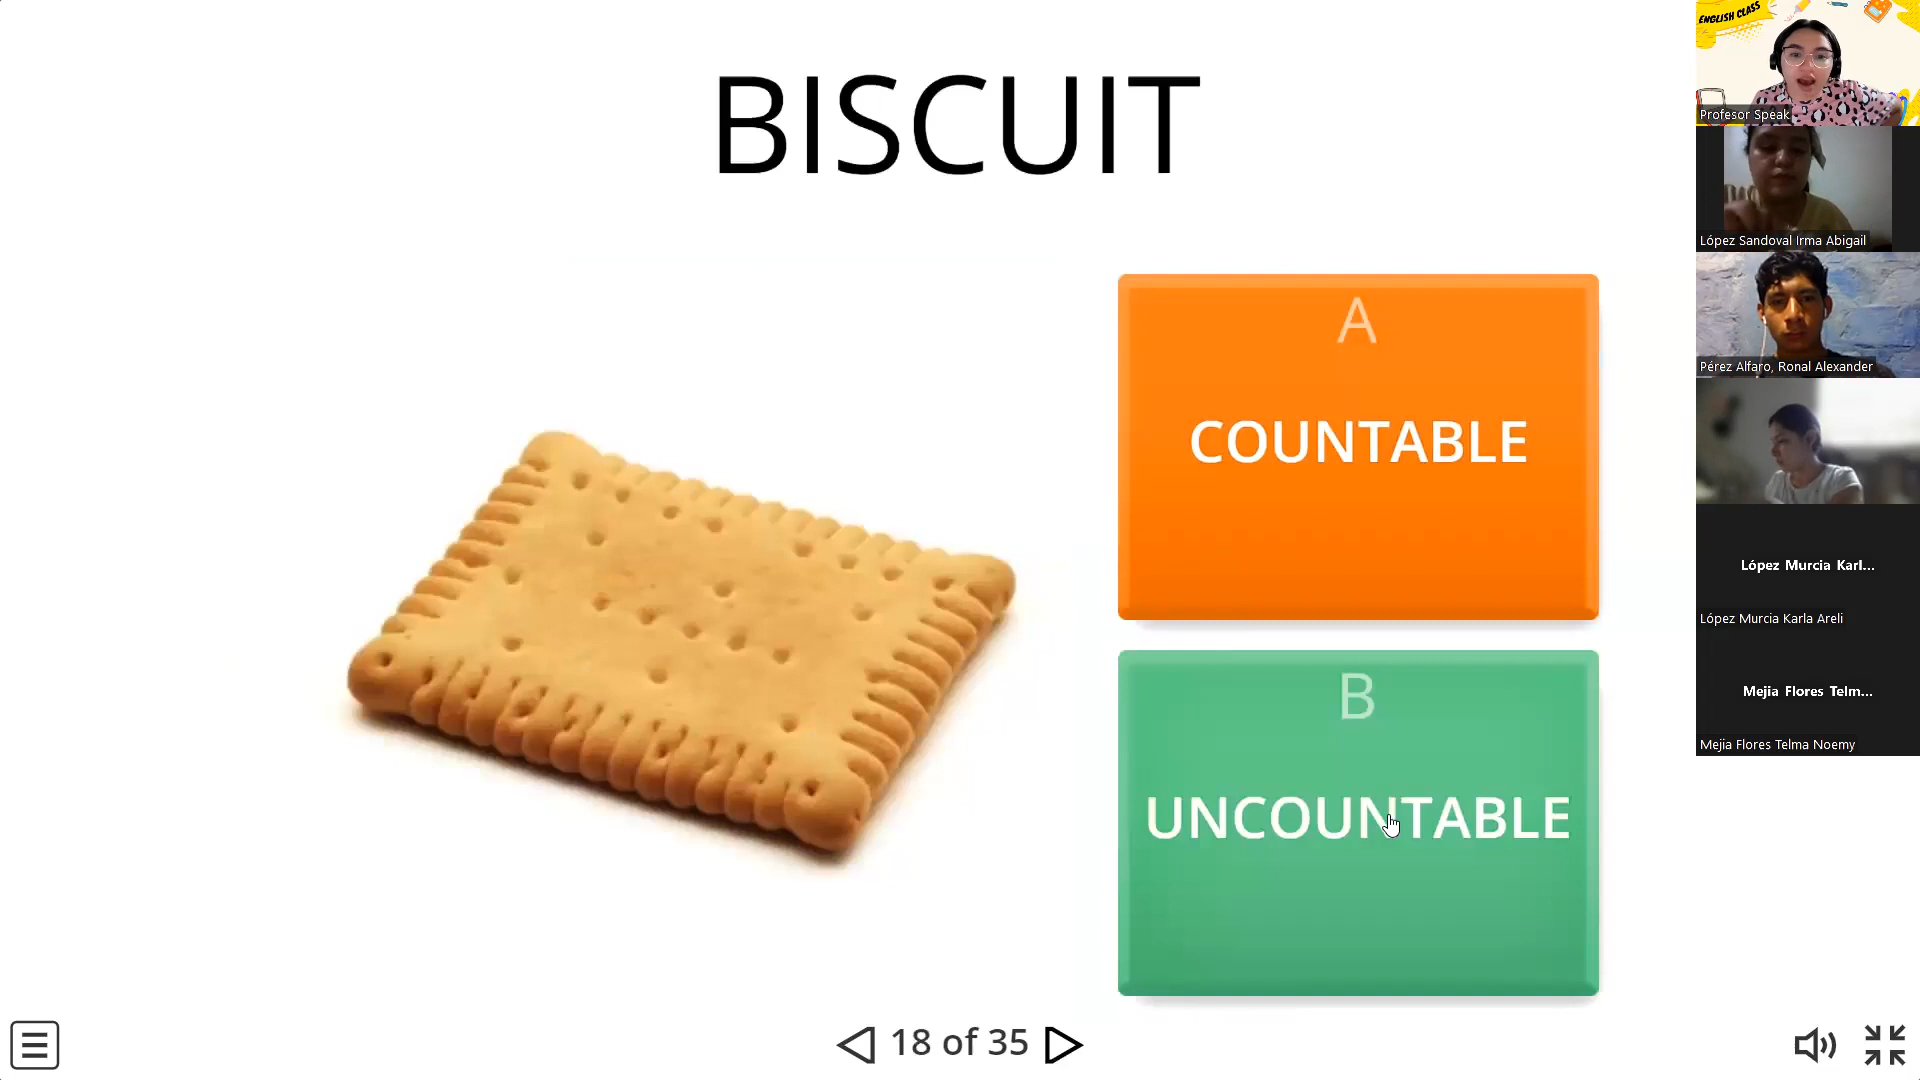 BISCUIT
A
COUNTABLE
B
UNCOUNTABLE
18 of 35
ENGLISH CLASS
Profesor Speak
López Sandoval Irma Abigail
Pérez Alfaro, Ronal Alexander
López Murcia Karl...
López Murcia Karla Areli
Mejia Flores Telm...
Mejia Flores Telma Noemy